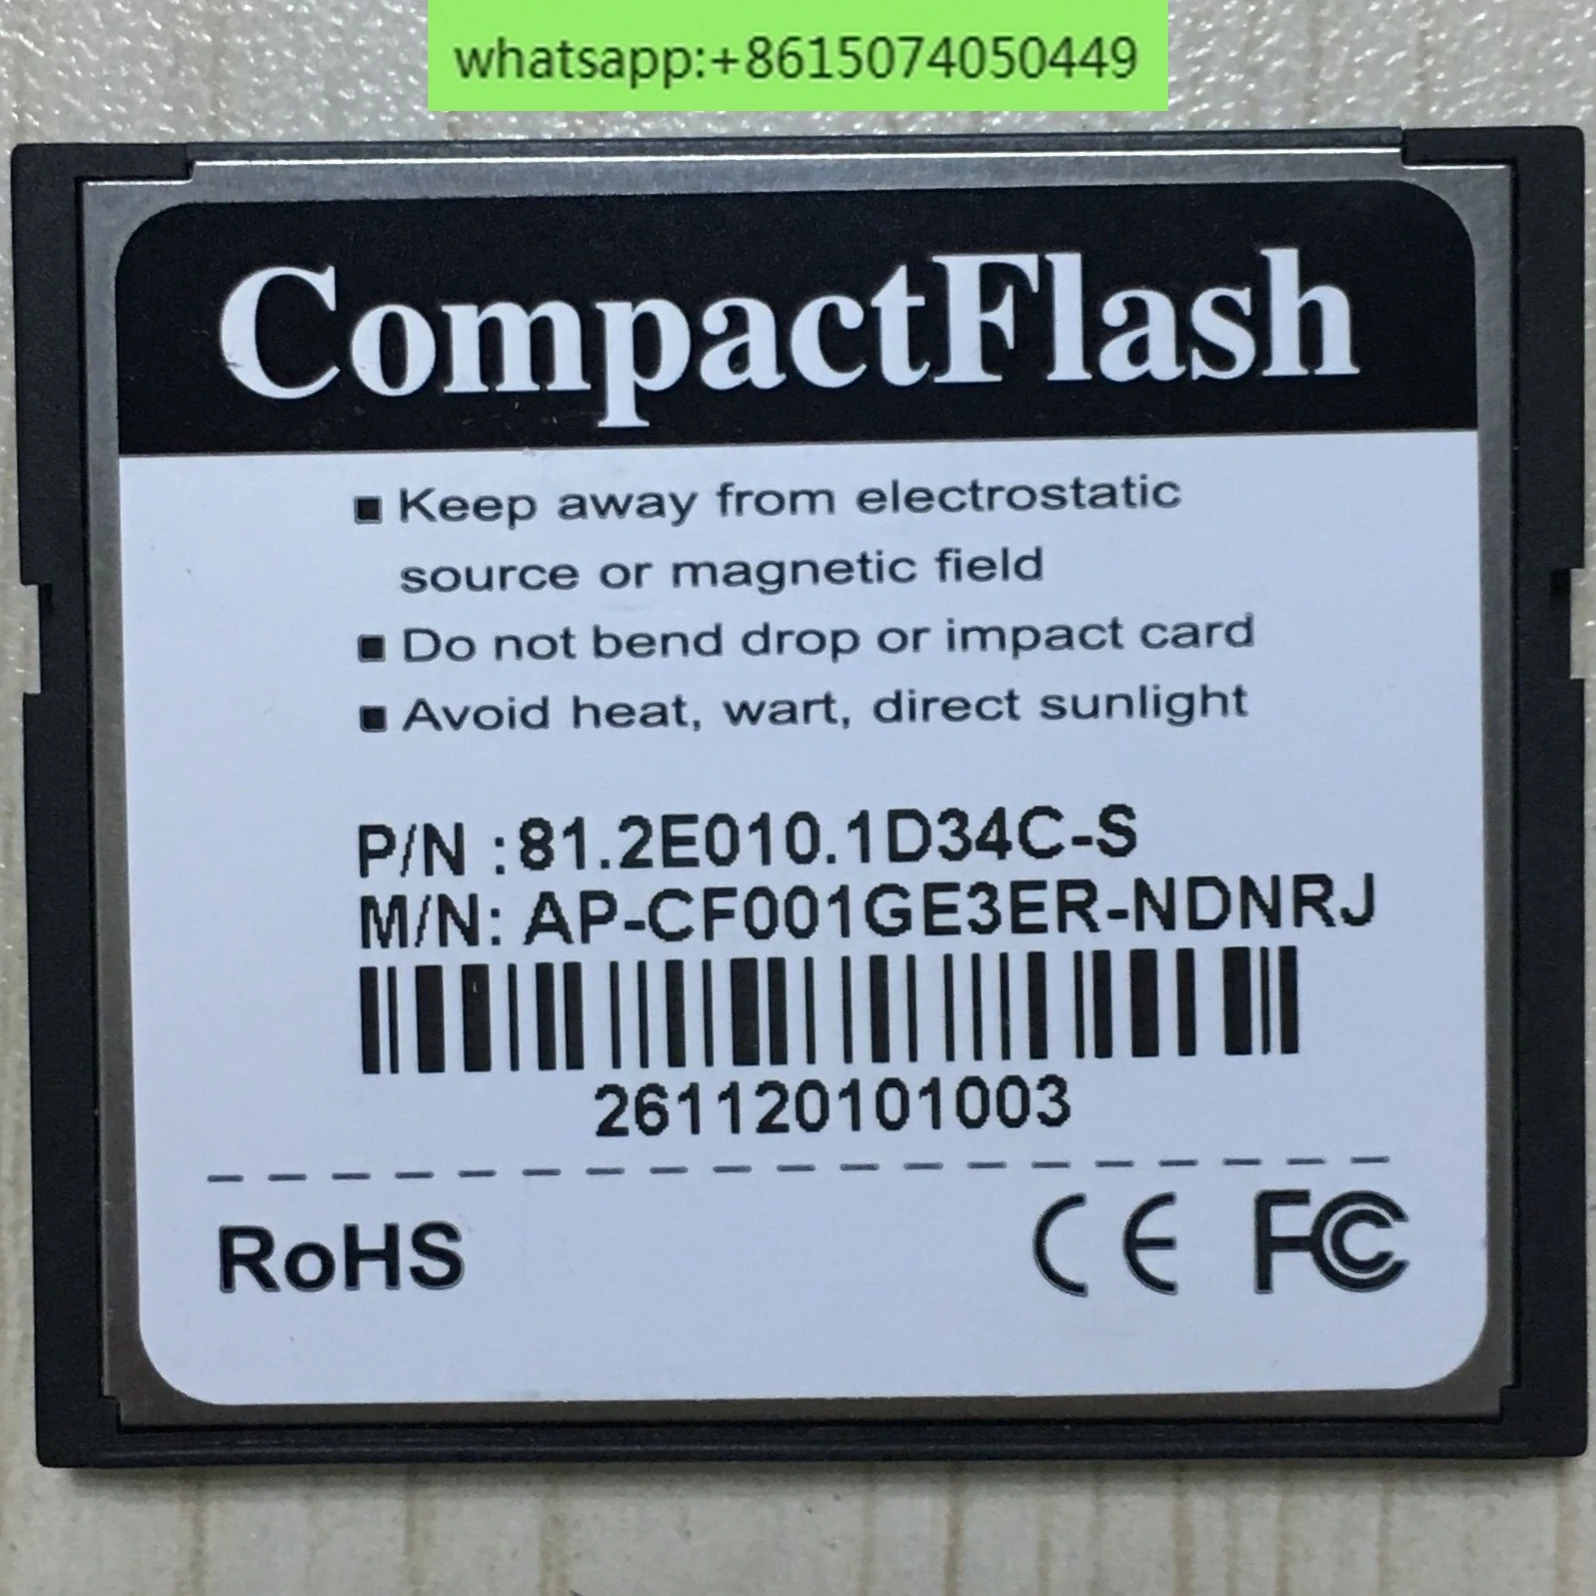 whatsapp:+8615074050449
CompactFlash
■ Keep away from electrostatic
source or magnetic field
■ Do not bend drop or impact card
■ Avoid heat, wart, direct sunlight
P/N :81.2E010.1D34C-S
M/N: AP-CF001GE3ER-NDNRJ
261120101003
RoHS CE FC